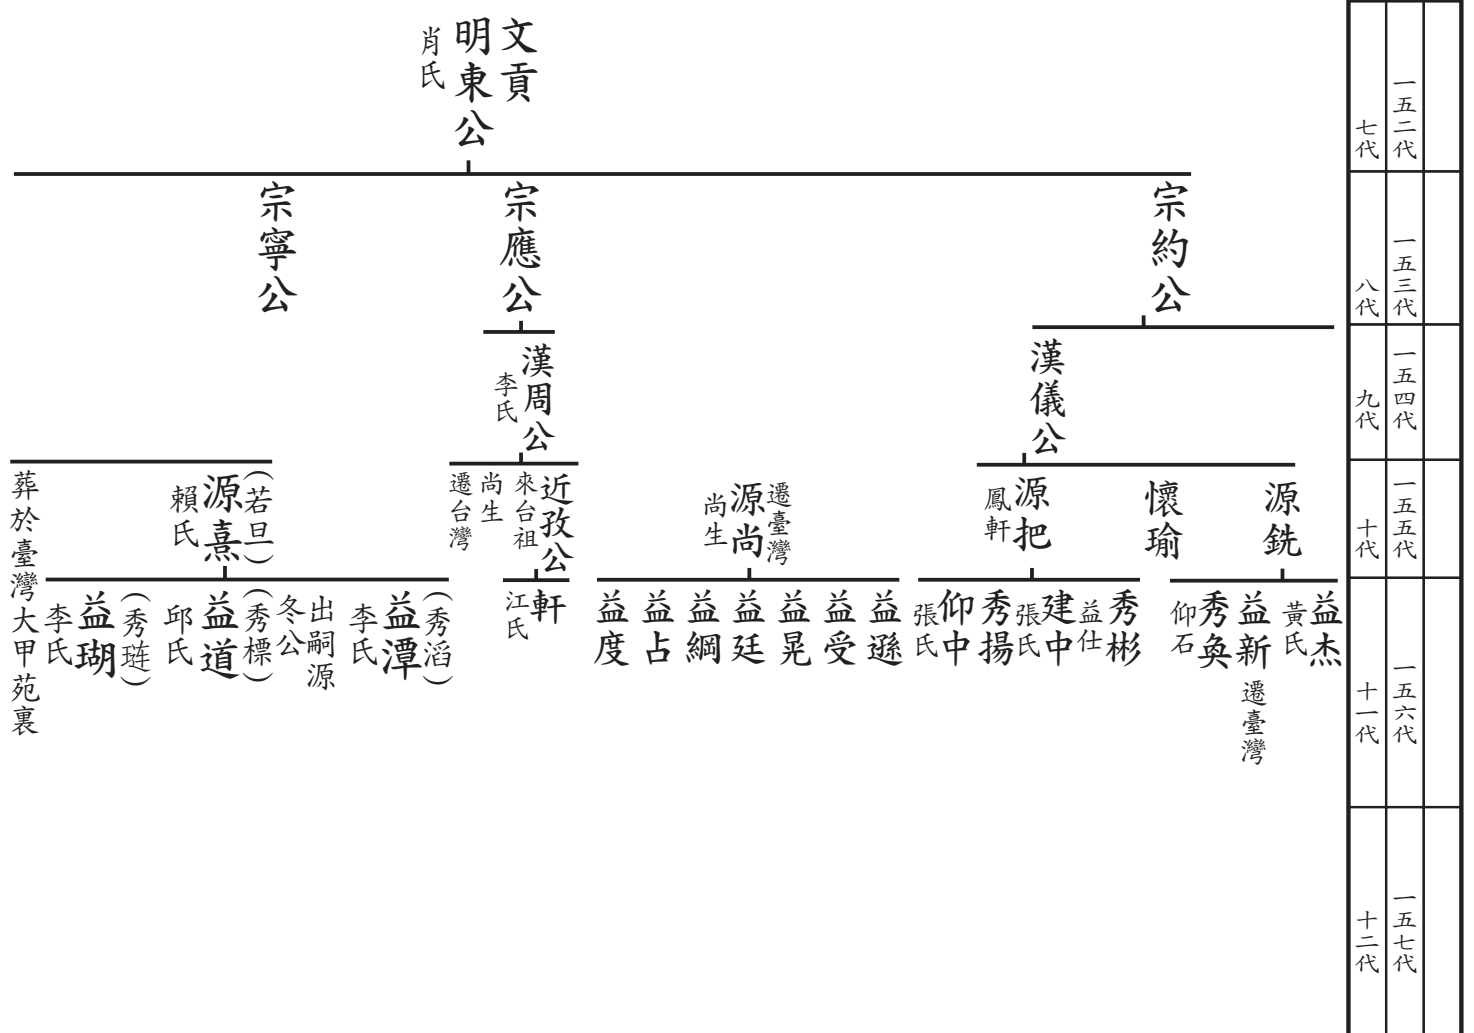 一五二代
七代
一五三代
八代
一五四代
九代
一五五代
十代
一五六代
十一代
一五七代
十二代
文貢
明東公
肖氏
宗約公
宗應公
宗寧公
漢儀公
漢周公
李氏
源銑
懷瑜
源把
鳳軒
遷臺灣
源尚
尚生
近孜公
來台祖
尚生
遷台灣
(若旦)
源熹
賴氏
葬於臺灣大甲苑裏
益杰
黃氏
益新
遷臺灣
秀奐
仰石
秀彬
益仕
建中
張氏
秀揚
仰中
張氏
益遜
益受
益晃
益廷
益綱
益占
益度
軒
江氏
(秀滔)
益潭
李氏
出嗣源
冬公
(秀標)
益道
邱氏
(秀璉)
益瑚
李氏